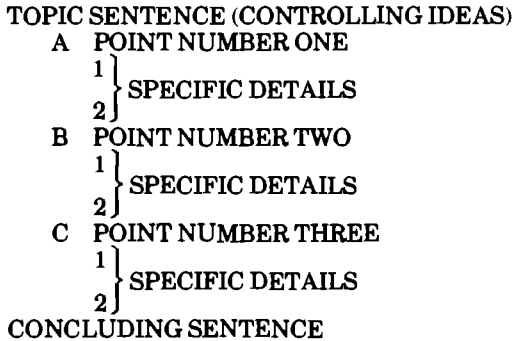 TOPIC SENTENCE (CONTROLLING IDEAS)
A POINT NUMBER ONE
1
SPECIFIC DETAILS
2
B POINT NUMBER TWO
1
SPECIFIC DETAILS
2
C POINT NUMBER THREE
1
SPECIFIC DETAILS
2
CONCLUDING SENTENCE